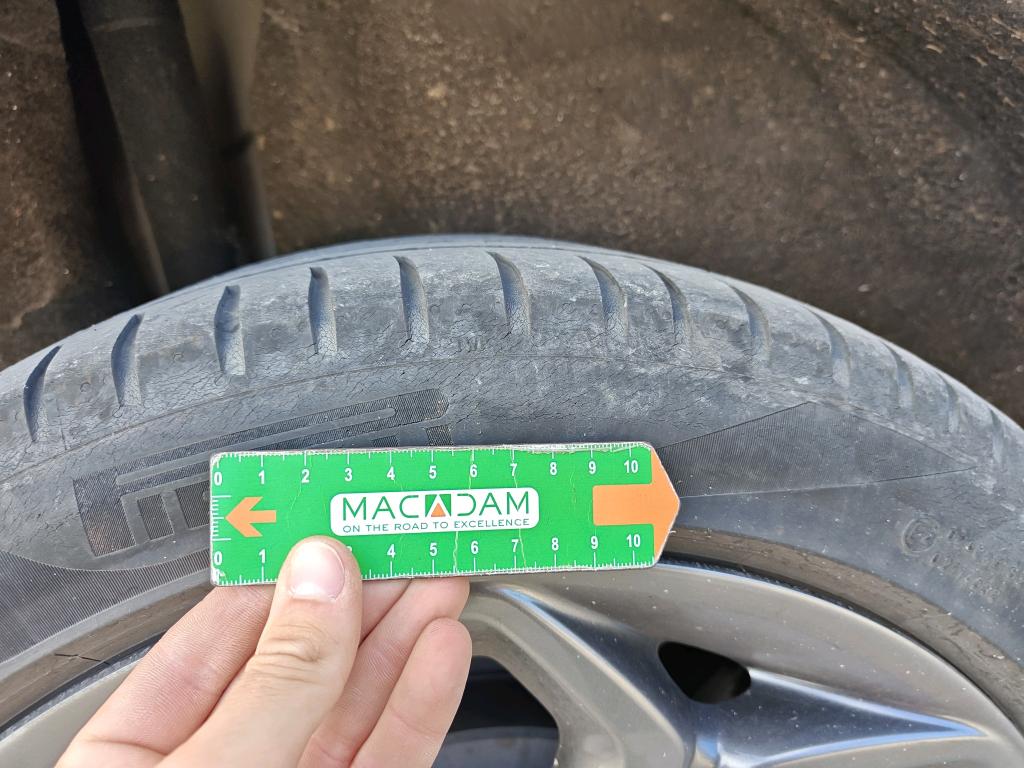 TWI
0 1 2 3 4 5 6 7 8 9 10
MACADAM
ON THE ROAD TO EXCELLENCE
0 1 3 4 5 6 7 8 9 10